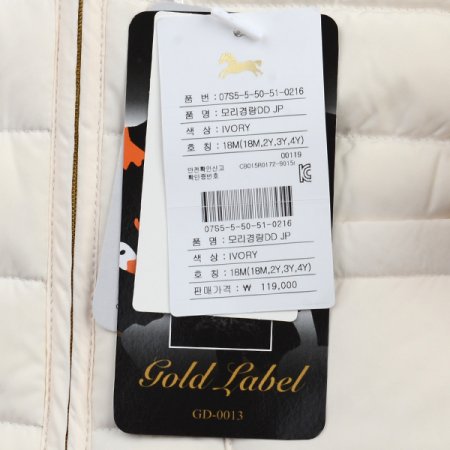 품 번 : 07S5-5-50-51-0216
품 명 : 모리경량DD JP
색 상 : IVORY
호 칭 : 18M(18M,2Y,3Y,4Y)
00119
안전확인신고
확인증번호
CB015R0172-9015
07S5-5-50-51-0216
품 명 : 모리경량DD JP
색 상 : IVORY
호 칭 : 18M(18M,2Y,3Y,4Y)
판매가격 : ₩ 119,000
Gold Label
GD-0013